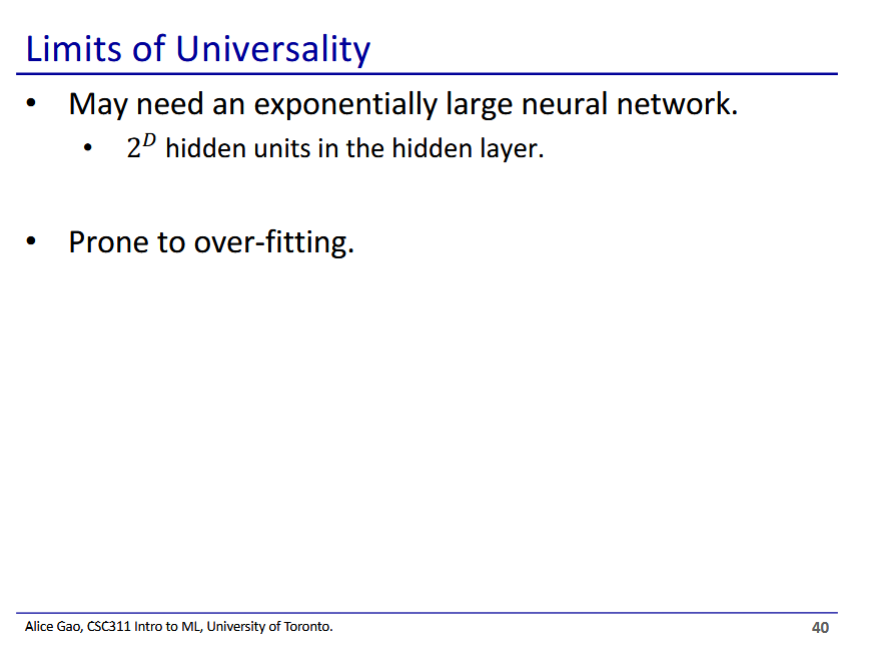 Limits of Universality
• May need an exponentially large neural network.
• 2^D hidden units in the hidden layer.
• Prone to over-fitting.
Alice Gao, CSC311 Intro to ML, University of Toronto.
40